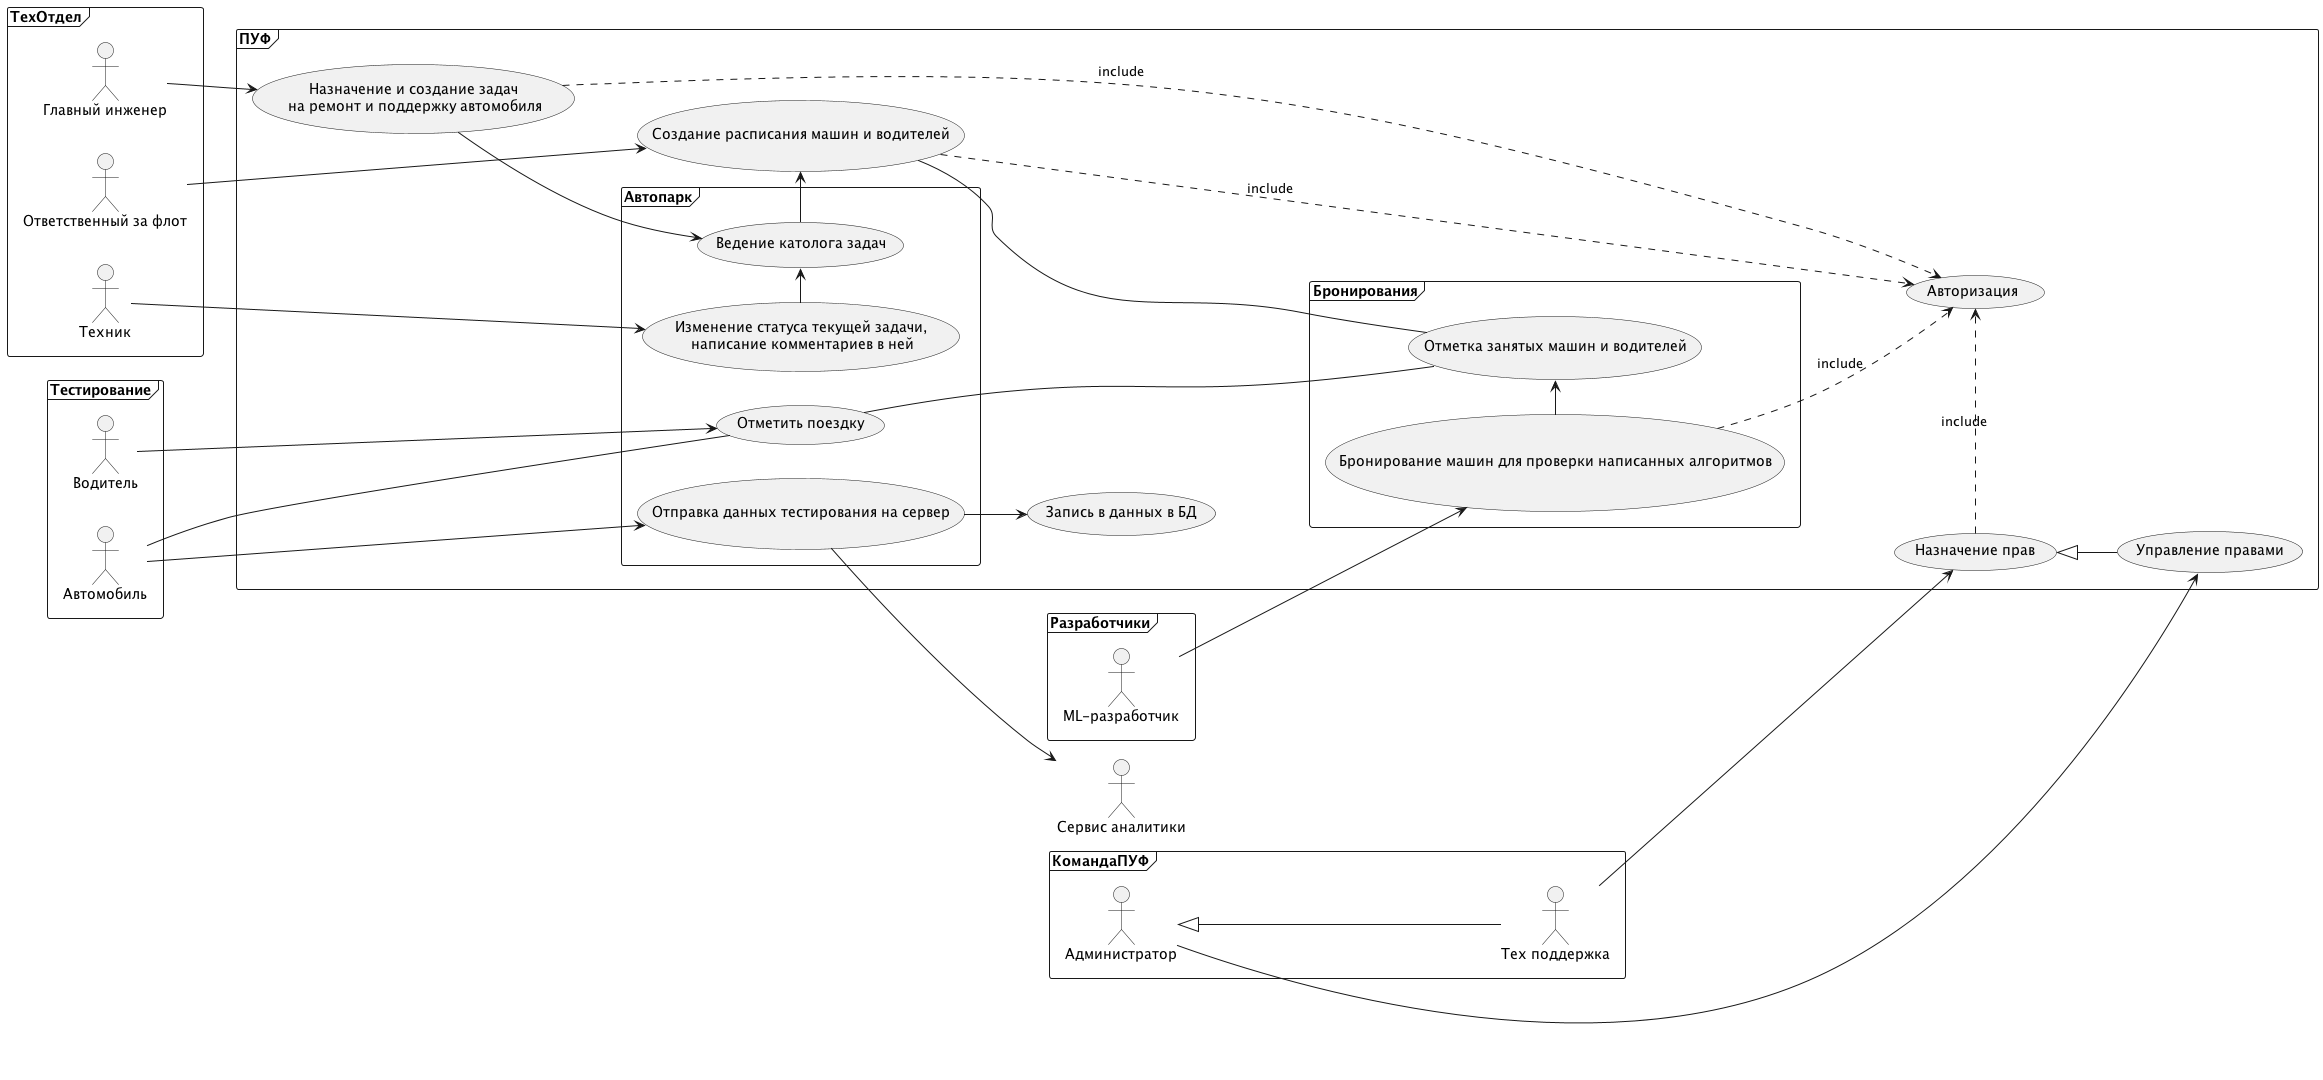 ТехОтдел
Главный инженер
Ответственный за флот
Техник
Тестирование
Водитель
Автомобиль
ПУФ
Назначение и создание задач
на ремонт и поддержку автомобиля
include
Создание расписания машин и водителей
include
Автопарк
Ведение католога задач
Изменение статуса текущей задачи,
написание комментариев в ней
Отметить поездку
Отправка данных тестирования на сервер
Запись в данных в БД
Бронирования
Отметка занятых машин и водителей
Бронирование машин для проверки написанных алгоритмов
include
Авторизация
include
Назначение прав
Управление правами
Разработчики
ML-разработчик
Сервис аналитики
КомандаПУФ
Администратор
Тех поддержка